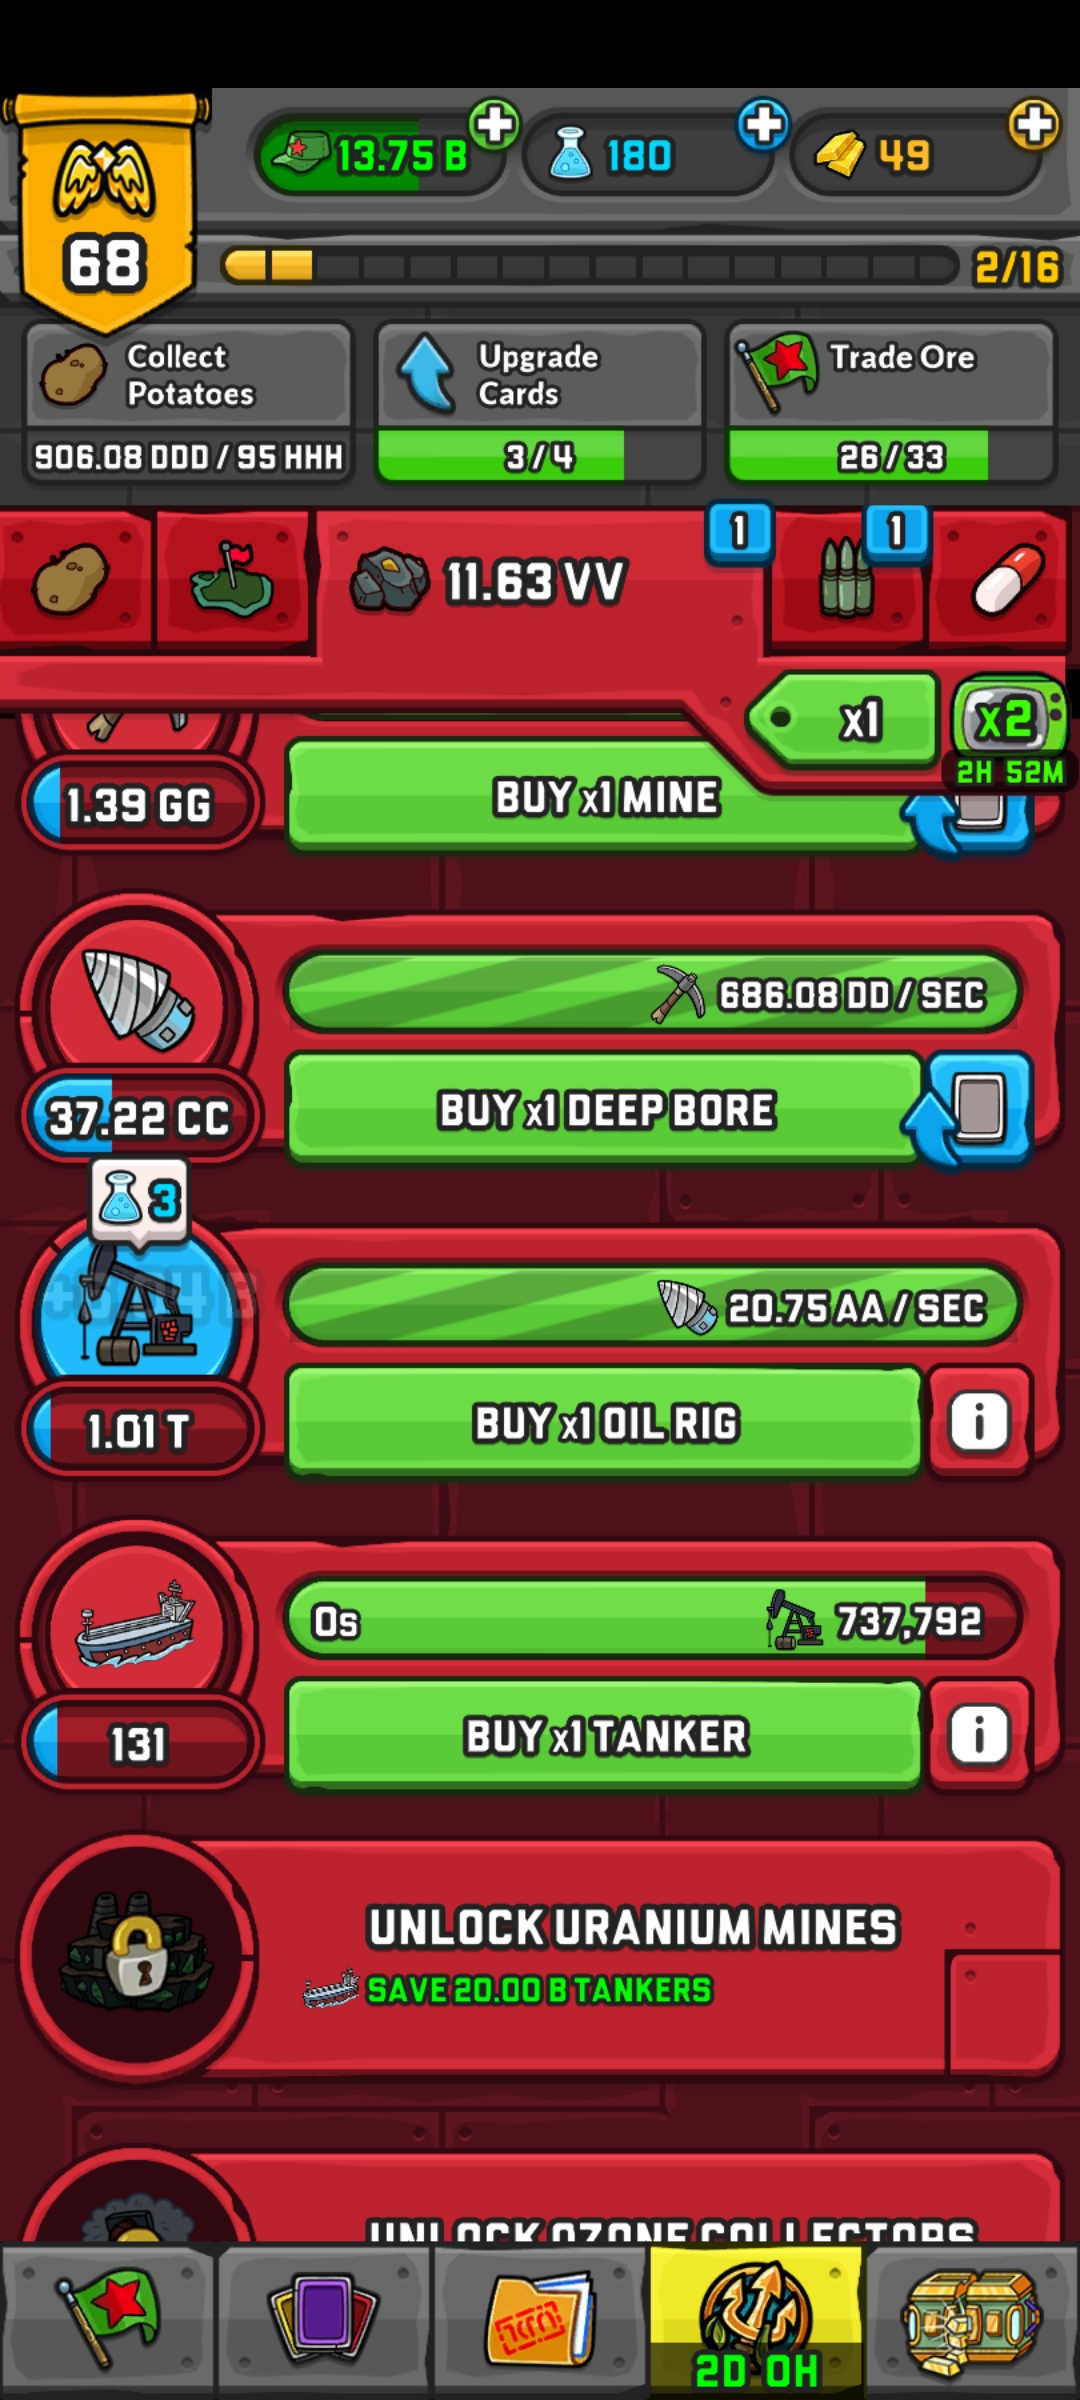 13.75 B
180
49
68
2/16
Collect
Potatoes
906.08 DDD / 95 HHH
Upgrade
Cards
3/4
Trade Ore
26/33
11.63 VV
1
1
x1
x2
2H 52M
1.39 GG
BUY x1 MINE
686.08 DD / SEC
37.22 CC
BUY x1 DEEP BORE
3
20.75 AA / SEC
1.01 T
BUY x1 OIL RIG
i
0s
737,792
131
BUY x1 TANKER
i
UNLOCK URANIUM MINES
SAVE 20.00 B TANKERS
UNLOCK OZONE COLLECTORS
2D 0H